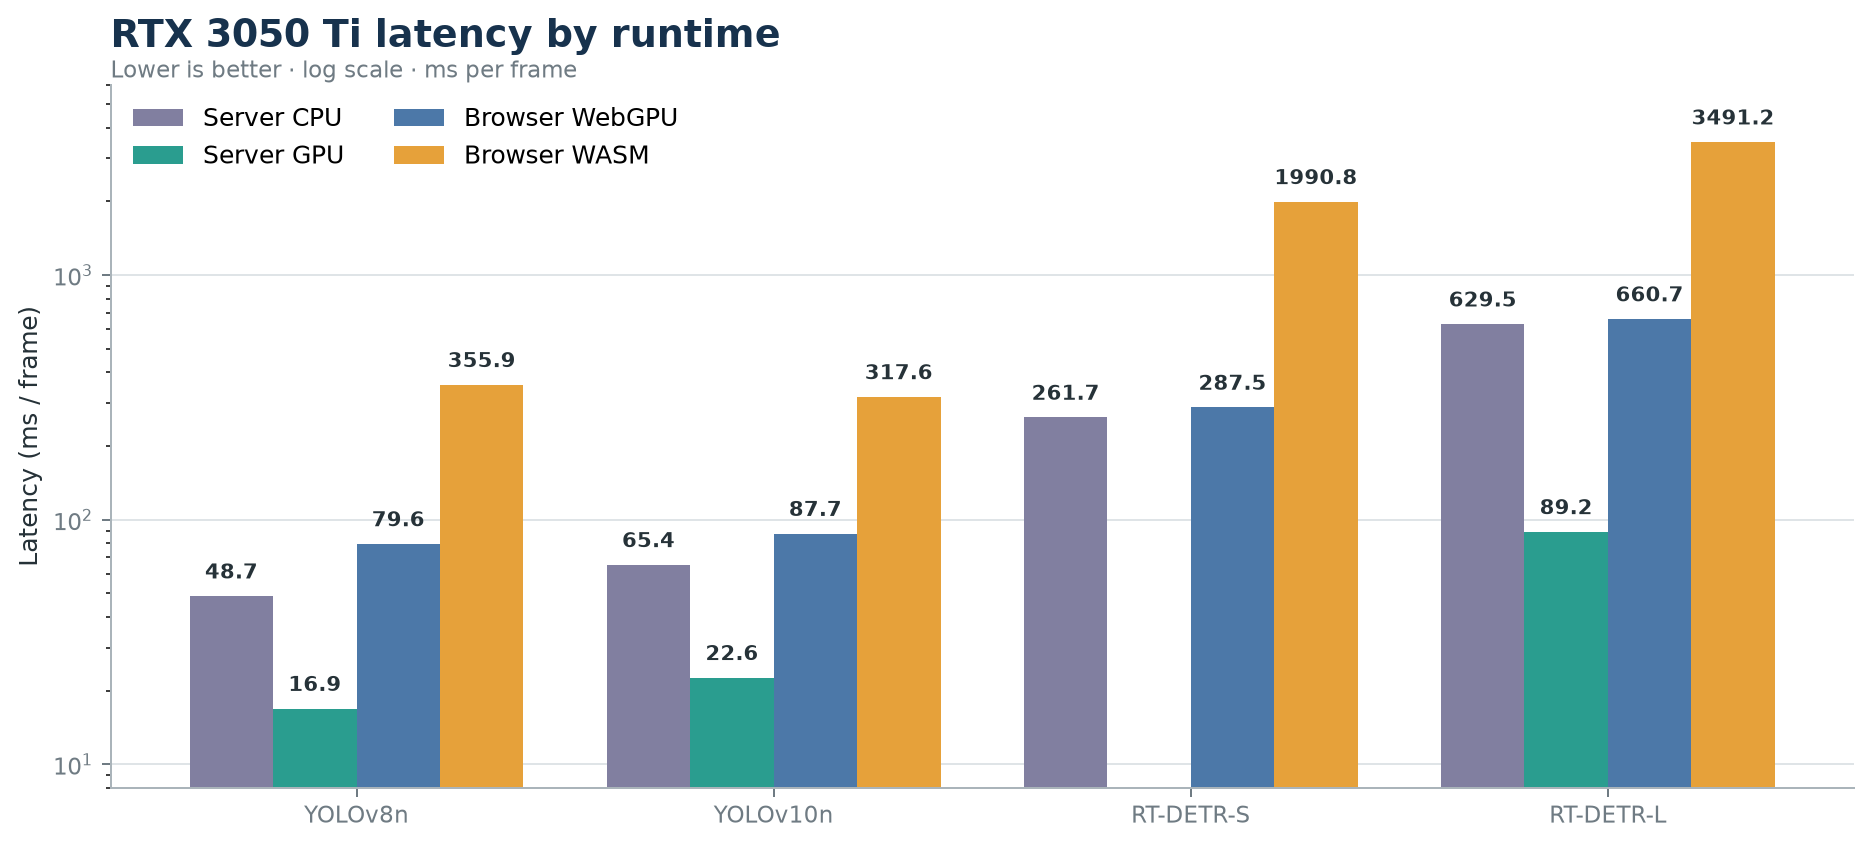 RTX 3050 Ti latency by runtime
Lower is better · log scale · ms per frame
Server CPU
Server GPU
Browser WebGPU
Browser WASM
Latency (ms / frame)
10³
10²
10¹
48.7
16.9
79.6
355.9
65.4
22.6
87.7
317.6
261.7
287.5
1990.8
629.5
89.2
660.7
3491.2
YOLOv8n
YOLOv10n
RT-DETR-S
RT-DETR-L